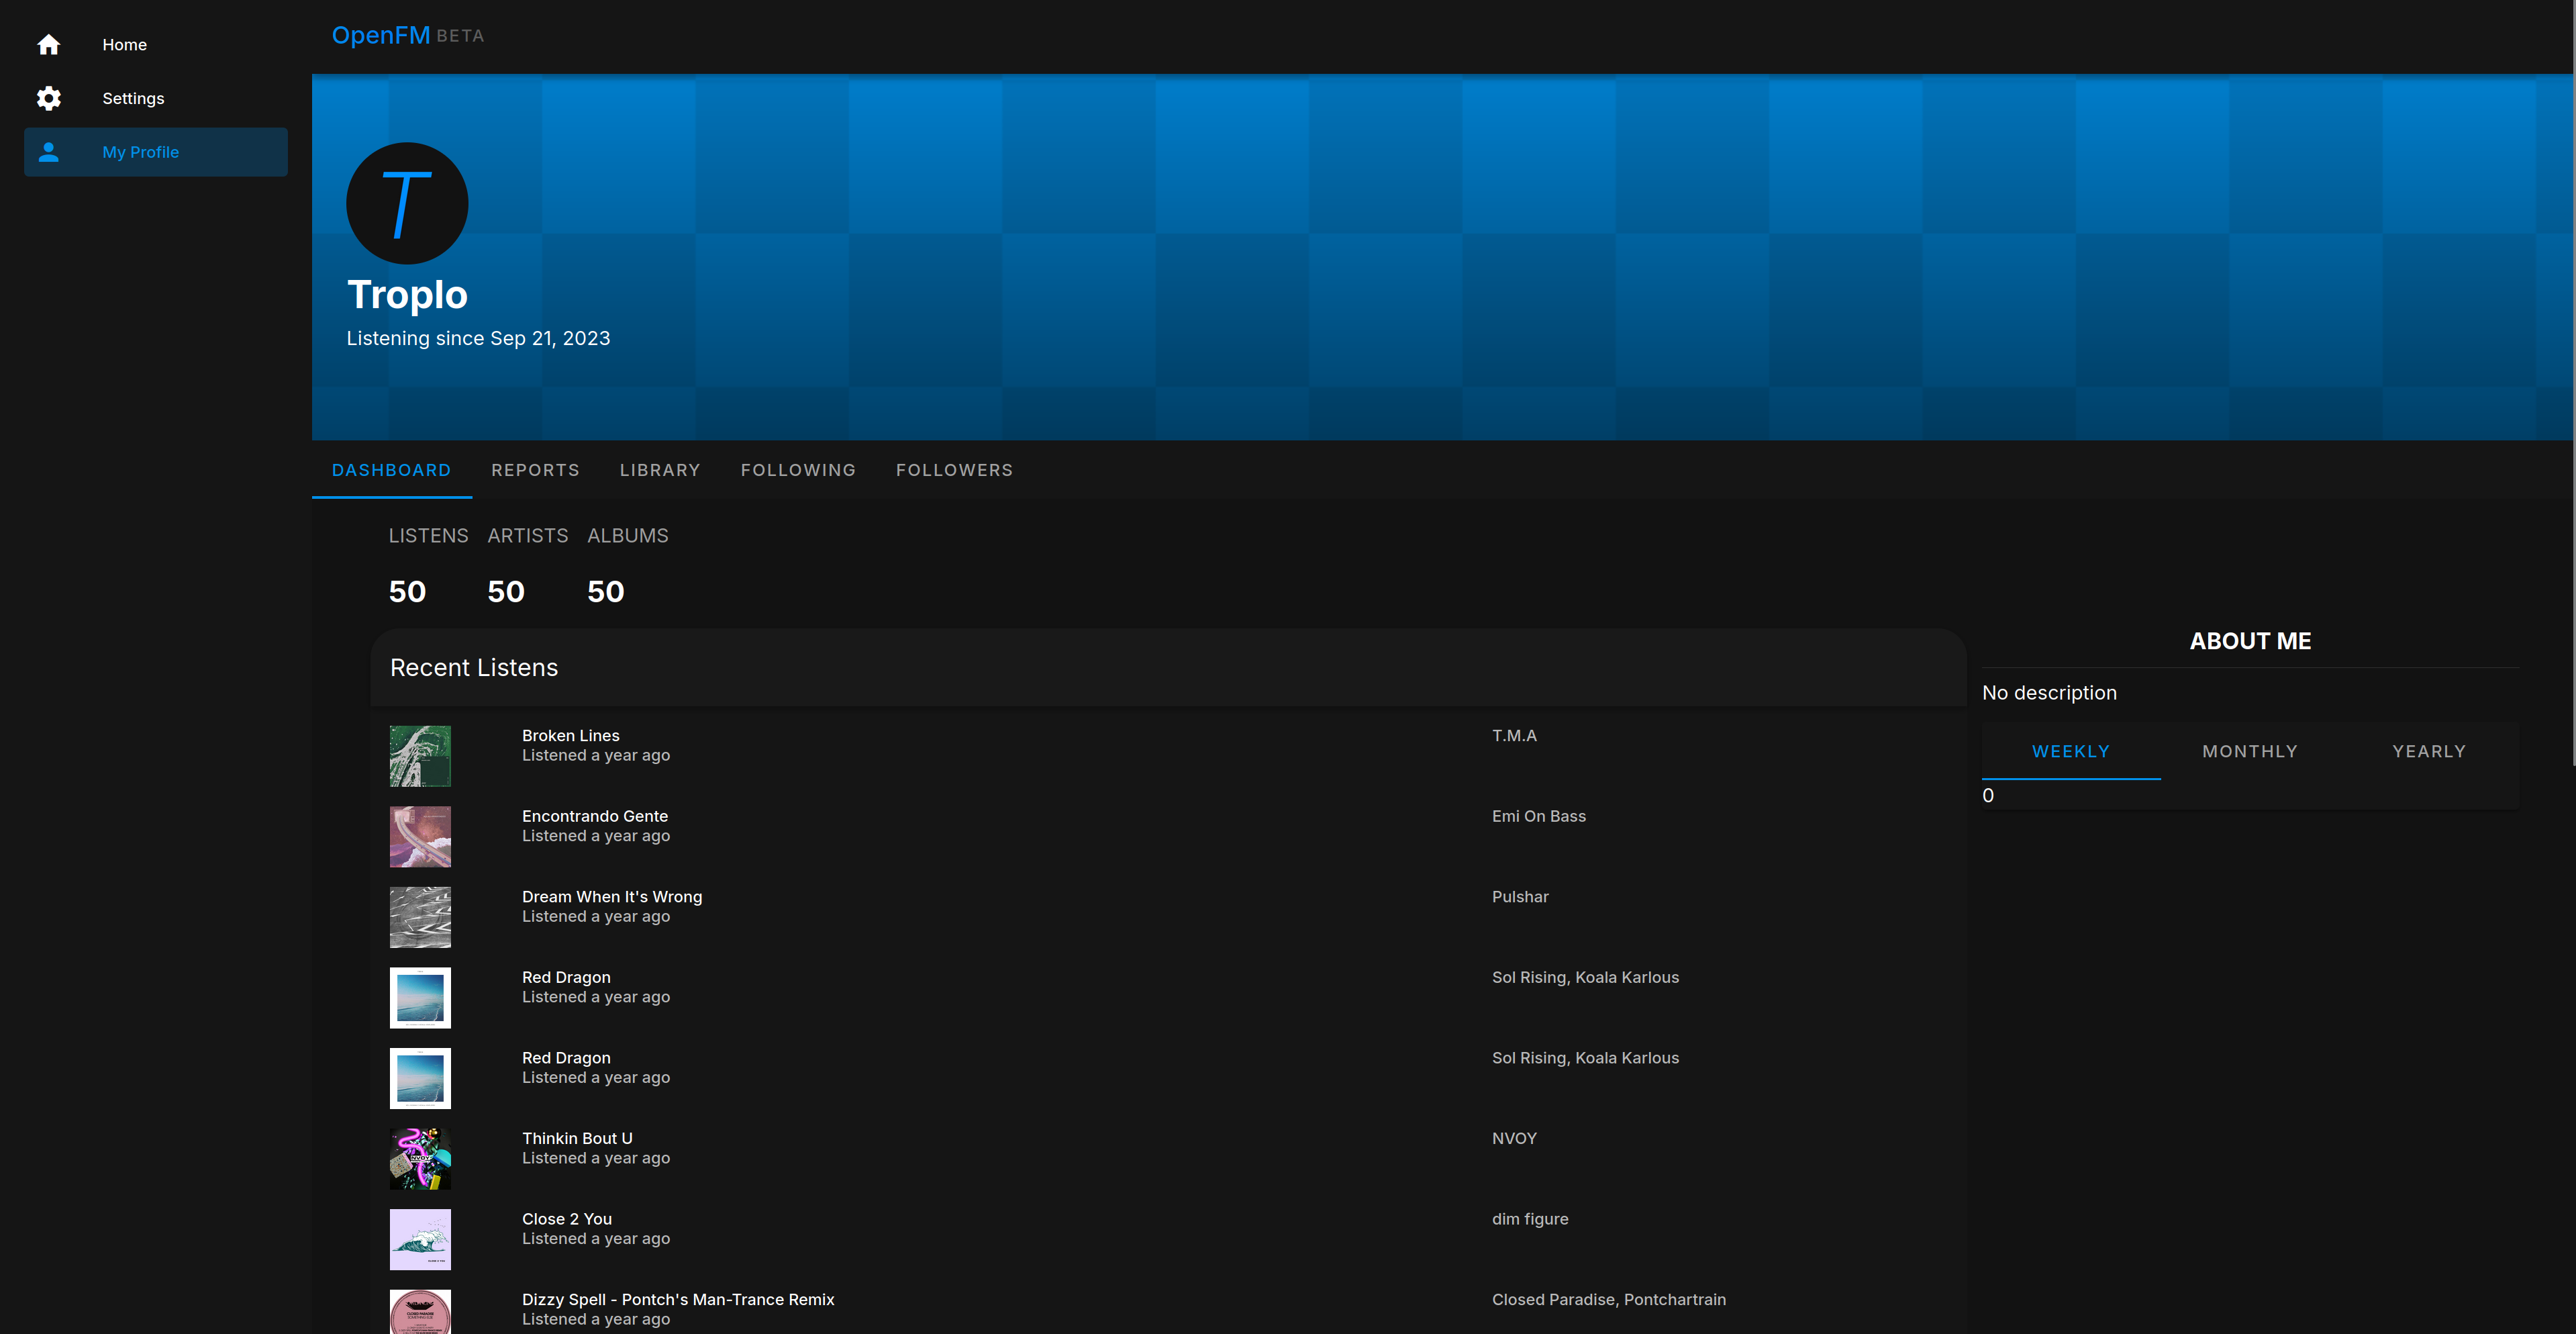 Home
Settings
My Profile
OpenFM BETA
T
Troplo
Listening since Sep 21, 2023
DASHBOARD REPORTS LIBRARY FOLLOWING FOLLOWERS
LISTENS ARTISTS ALBUMS
50 50 50
Recent Listens
Broken Lines T.M.A
Listened a year ago
Encontrando Gente Emi On Bass
Listened a year ago
Dream When It's Wrong Pulshar
Listened a year ago
Red Dragon Sol Rising, Koala Karlous
Listened a year ago
Red Dragon Sol Rising, Koala Karlous
Listened a year ago
Thinkin Bout U NVOY
Listened a year ago
Close 2 You dim figure
Listened a year ago
Dizzy Spell - Pontch's Man-Trance Remix Closed Paradise, Pontchartrain
Listened a year ago
ABOUT ME
No description
WEEKLY MONTHLY YEARLY
0